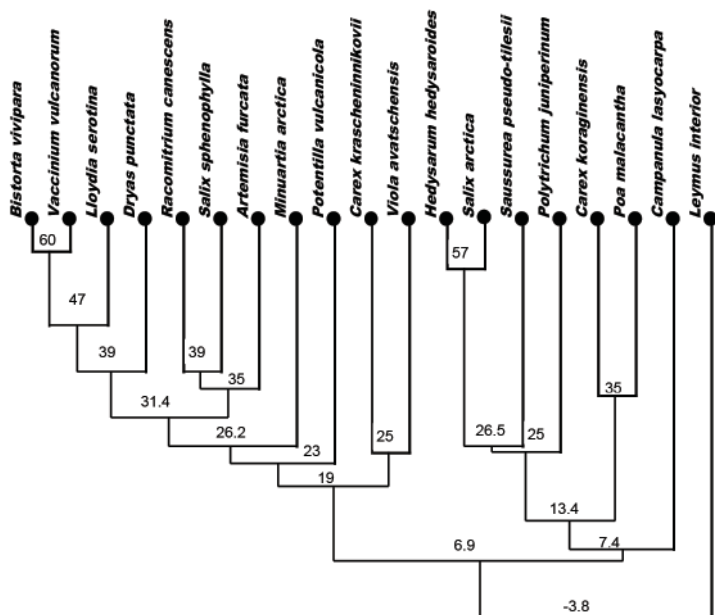 Bistorta vivipara
Vaccinium vulcanorum
Lloydia serotina
Dryas punctata
Racomitrium canescens
Salix sphenophylla
Artemisia furcata
Minuartia arctica
Potentilla vulcanicola
Carex krascheninnikovii
Viola avatschensis
Hedysarum hedysaroides
Salix arctica
Saussurea pseudo-tilesii
Polytrichum juniperinum
Carex koraginensis
Poa malacantha
Campanula lasyocarpa
Leymus interior
60
57
47
39
39
35
35
31.4
26.2
23
25
26.5
25
19
13.4
6.9
7.4
-3.8